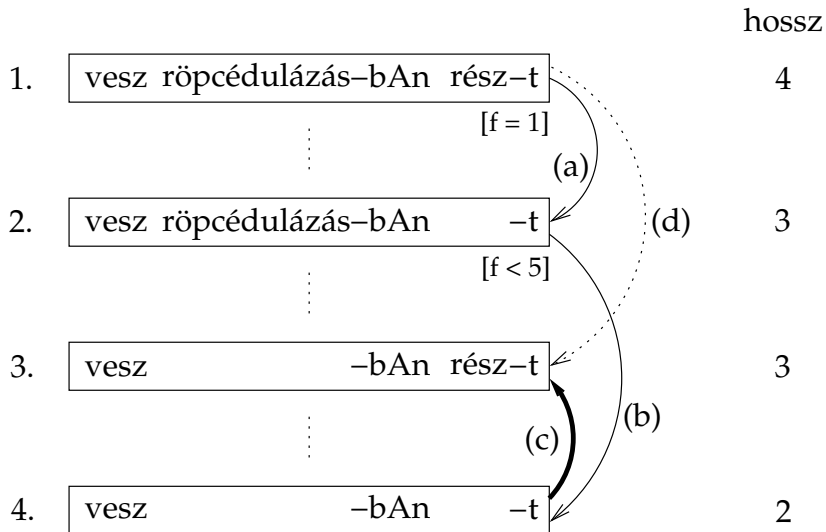 hossz
1. vesz röpcédulázás–bAn rész–t 4
[f = 1]
(a)
2. vesz röpcédulázás–bAn –t (d) 3
[f < 5]
3. vesz –bAn rész–t 3
(c) (b)
4. vesz –bAn –t 2